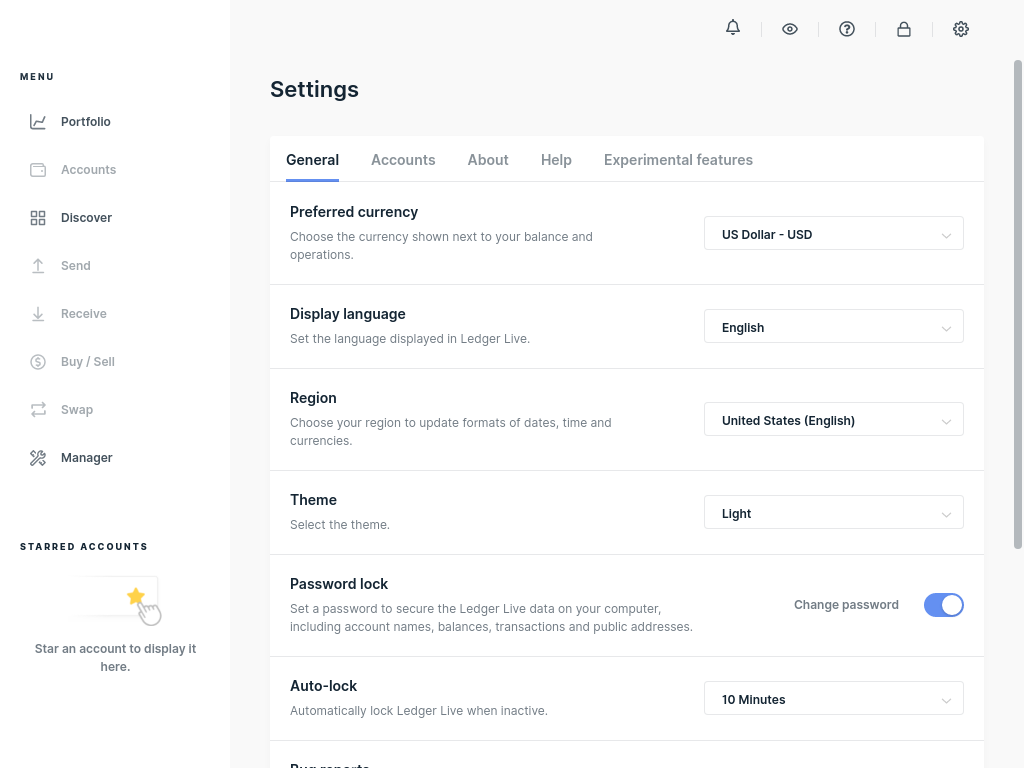 MENU
Portfolio
Accounts
Discover
Send
Receive
Buy / Sell
Swap
Manager
STARRED ACCOUNTS
Star an account to display it
here.
Settings
General Accounts About Help Experimental features
Preferred currency
Choose the currency shown next to your balance and
operations.
US Dollar - USD
Display language
Set the language displayed in Ledger Live.
English
Region
Choose your region to update formats of dates, time and
currencies.
United States (English)
Theme
Select the theme.
Light
Password lock
Set a password to secure the Ledger Live data on your computer,
including account names, balances, transactions and public addresses.
Change password
Auto-lock
Automatically lock Ledger Live when inactive.
10 Minutes
Bug reports